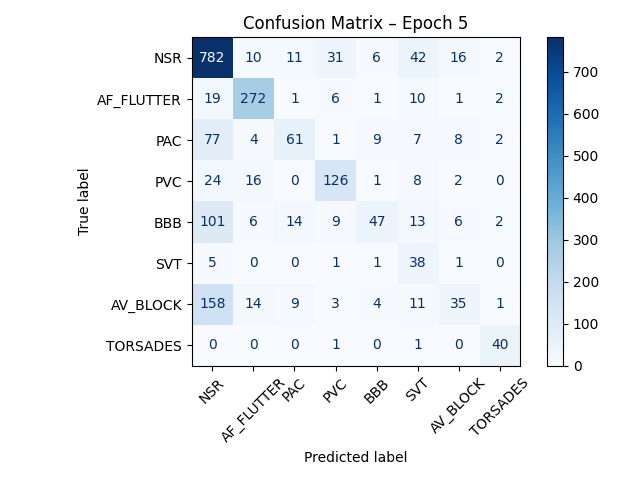 Confusion Matrix – Epoch 5
True label
NSR 782 10 11 31 6 42 16 2
AF_FLUTTER 19 272 1 6 1 10 1 2
PAC 77 4 61 1 9 7 8 2
PVC 24 16 0 126 1 8 2 0
BBB 101 6 14 9 47 13 6 2
SVT 5 0 0 1 1 38 1 0
AV_BLOCK 158 14 9 3 4 11 35 1
TORSADES 0 0 0 1 0 1 0 40
NSR AF_FLUTTER PAC PVC BBB SVT AV_BLOCK TORSADES
Predicted label
700
600
500
400
300
200
100
0